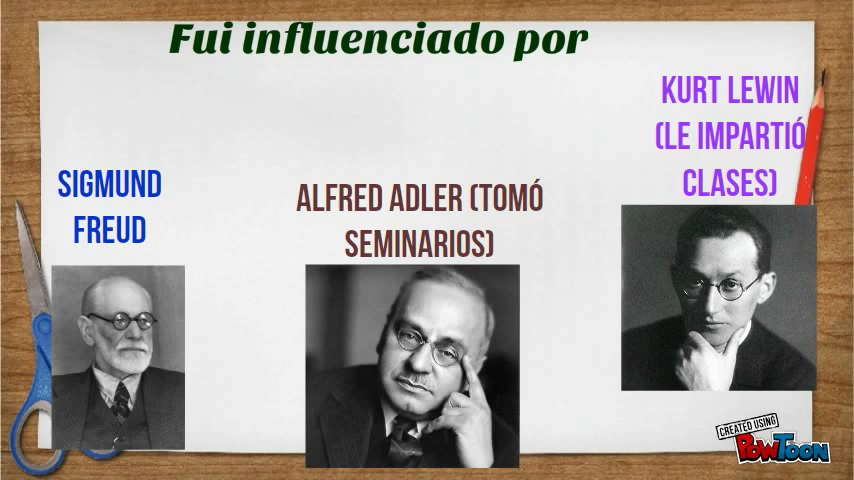 Fui influenciado por
KURT LEWIN
(LE IMPARTIÓ
CLASES)
SIGMUND
FREUD
ALFRED ADLER (TOMÓ
SEMINARIOS)
CREATED USING
POWTOON